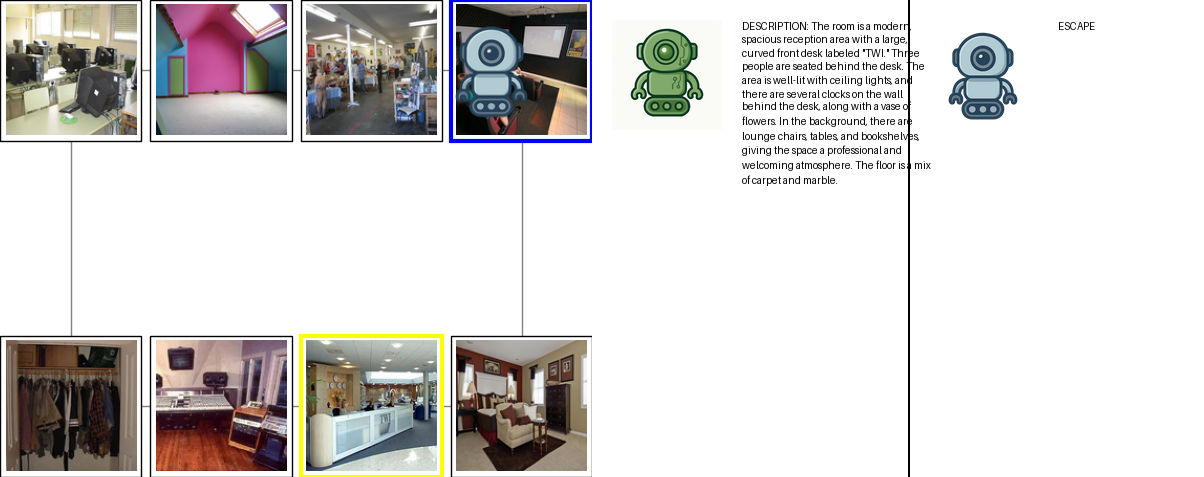 DESCRIPTION: The room is a modern,
spacious reception area with a large,
curved front desk labeled "TWI." Three
people are seated behind the desk. The
area is well-lit with ceiling lights, and
there are several clocks on the wall
behind the desk, along with a vase of
flowers. In the background, there are
lounge chairs, tables, and bookshelves,
giving the space a professional and
welcoming atmosphere. The floor is a mix
of carpet and marble.
ESCAPE